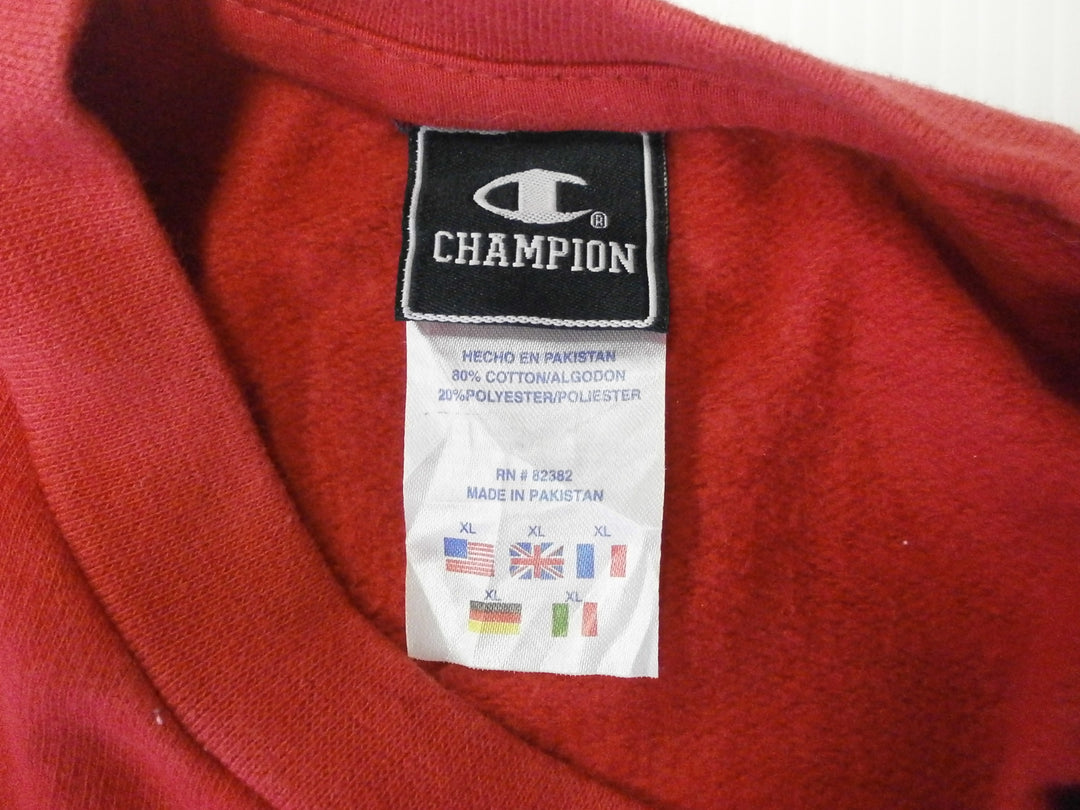 ®
CHAMPION
HECHO EN PAKISTAN
80% COTTON/ALGODON
20%POLYESTER/POLIESTER
RN # 82382
MADE IN PAKISTAN
XL XL XL
XL XL